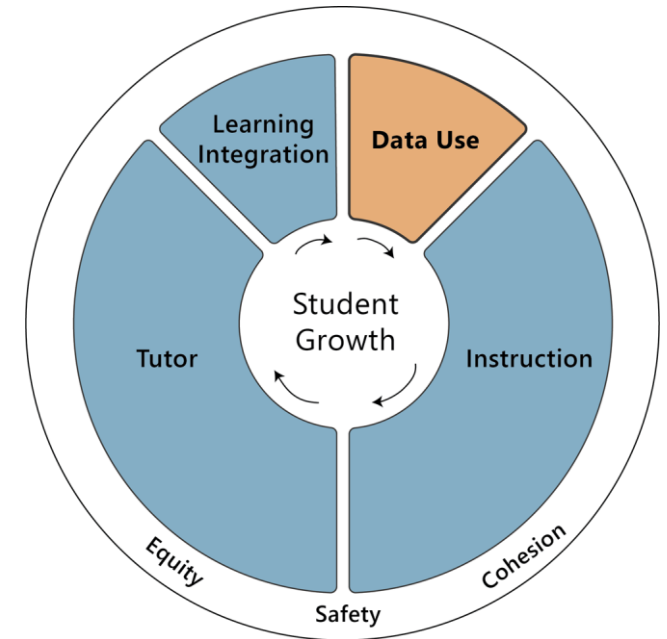 Learning
Integration
Data Use
Student
Growth
Tutor
Instruction
Equity
Safety
Cohesion